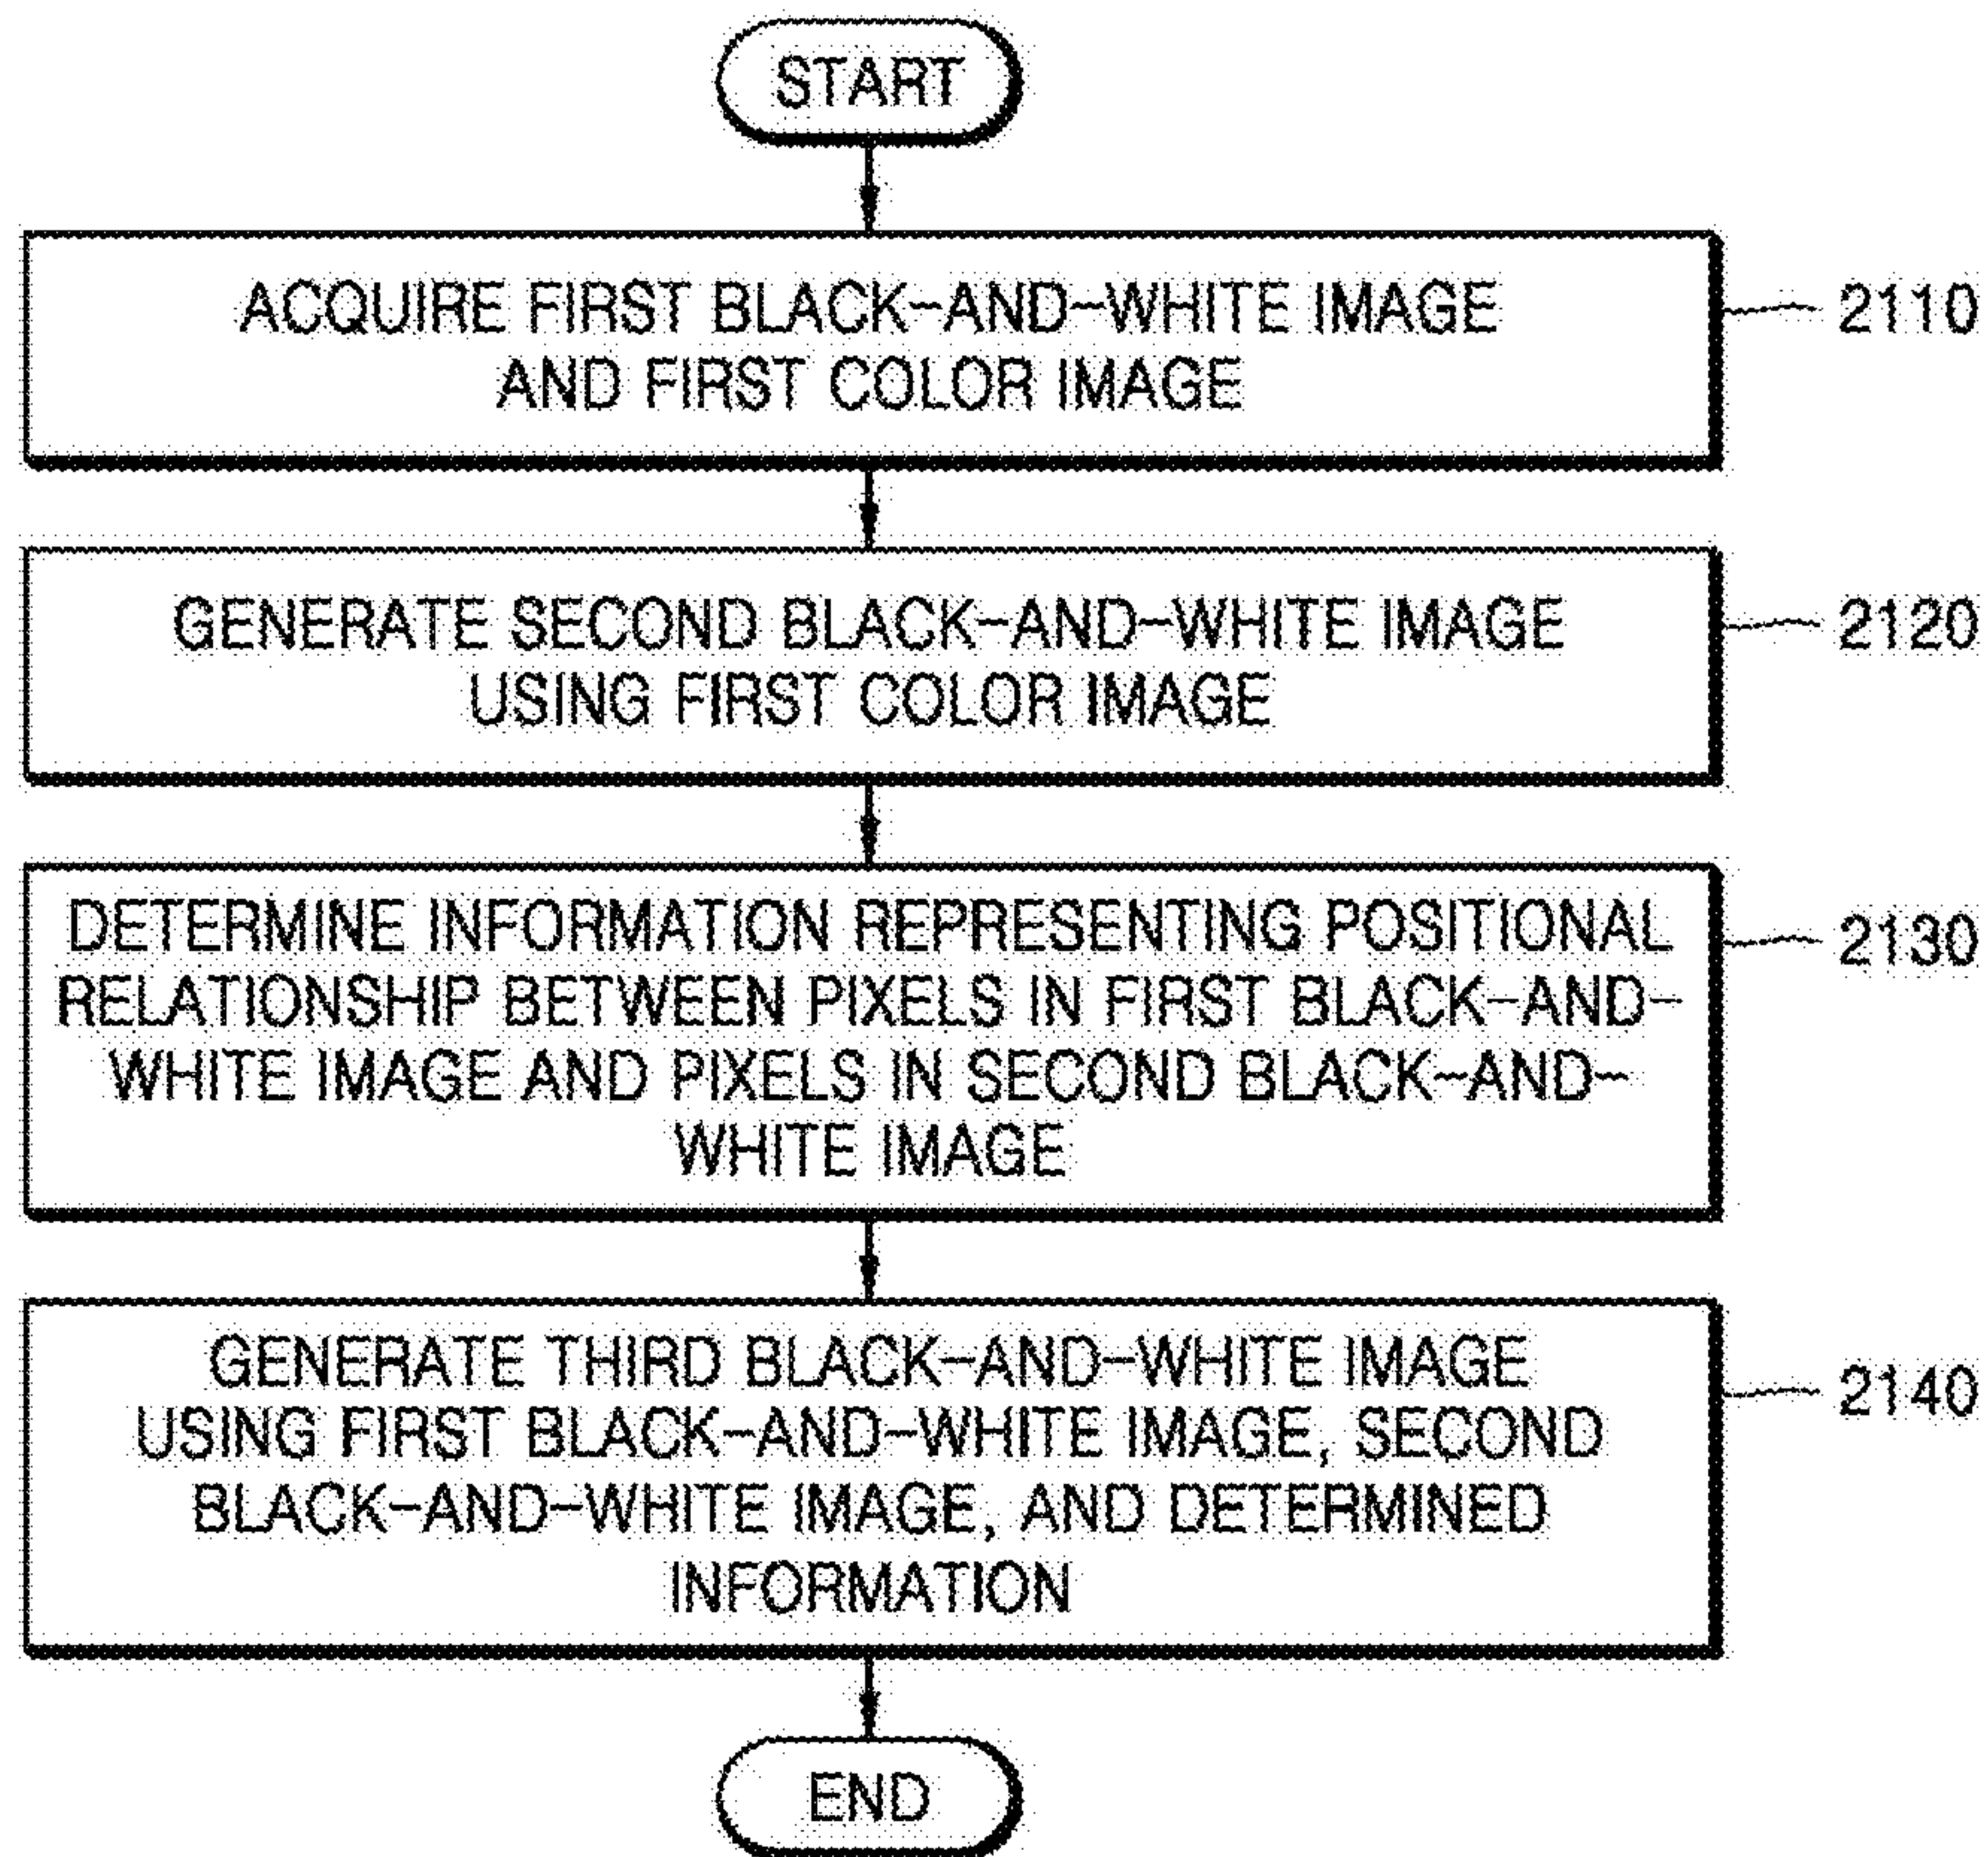 START
ACQUIRE FIRST BLACK-AND-WHITE IMAGE
AND FIRST COLOR IMAGE
2110
GENERATE SECOND BLACK-AND-WHITE IMAGE
USING FIRST COLOR IMAGE
2120
DETERMINE INFORMATION REPRESENTING POSITIONAL
RELATIONSHIP BETWEEN PIXELS IN FIRST BLACK-AND-
WHITE IMAGE AND PIXELS IN SECOND BLACK-AND-
WHITE IMAGE
2130
GENERATE THIRD BLACK-AND-WHITE IMAGE
USING FIRST BLACK-AND-WHITE IMAGE, SECOND
BLACK-AND-WHITE IMAGE, AND DETERMINED
INFORMATION
2140
END